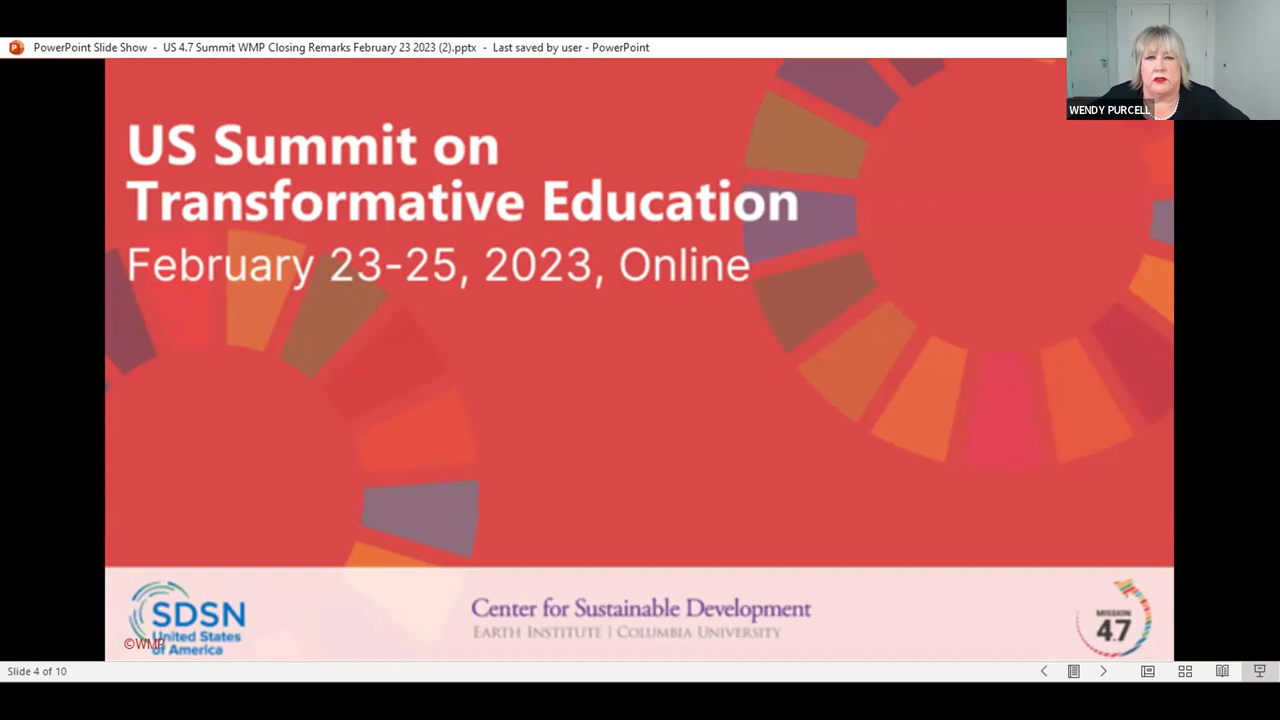 PowerPoint Slide Show - US 4.7 Summit WMP Closing Remarks February 23 2023 (2).pptx - Last saved by user - PowerPoint
WENDY PURCELL
US Summit on
Transformative Education
February 23-25, 2023, Online
SDSN
United States
of America
©WMP
Center for Sustainable Development
EARTH INSTITUTE | COLUMBIA UNIVERSITY
MISSION
4.7
Slide 4 of 10